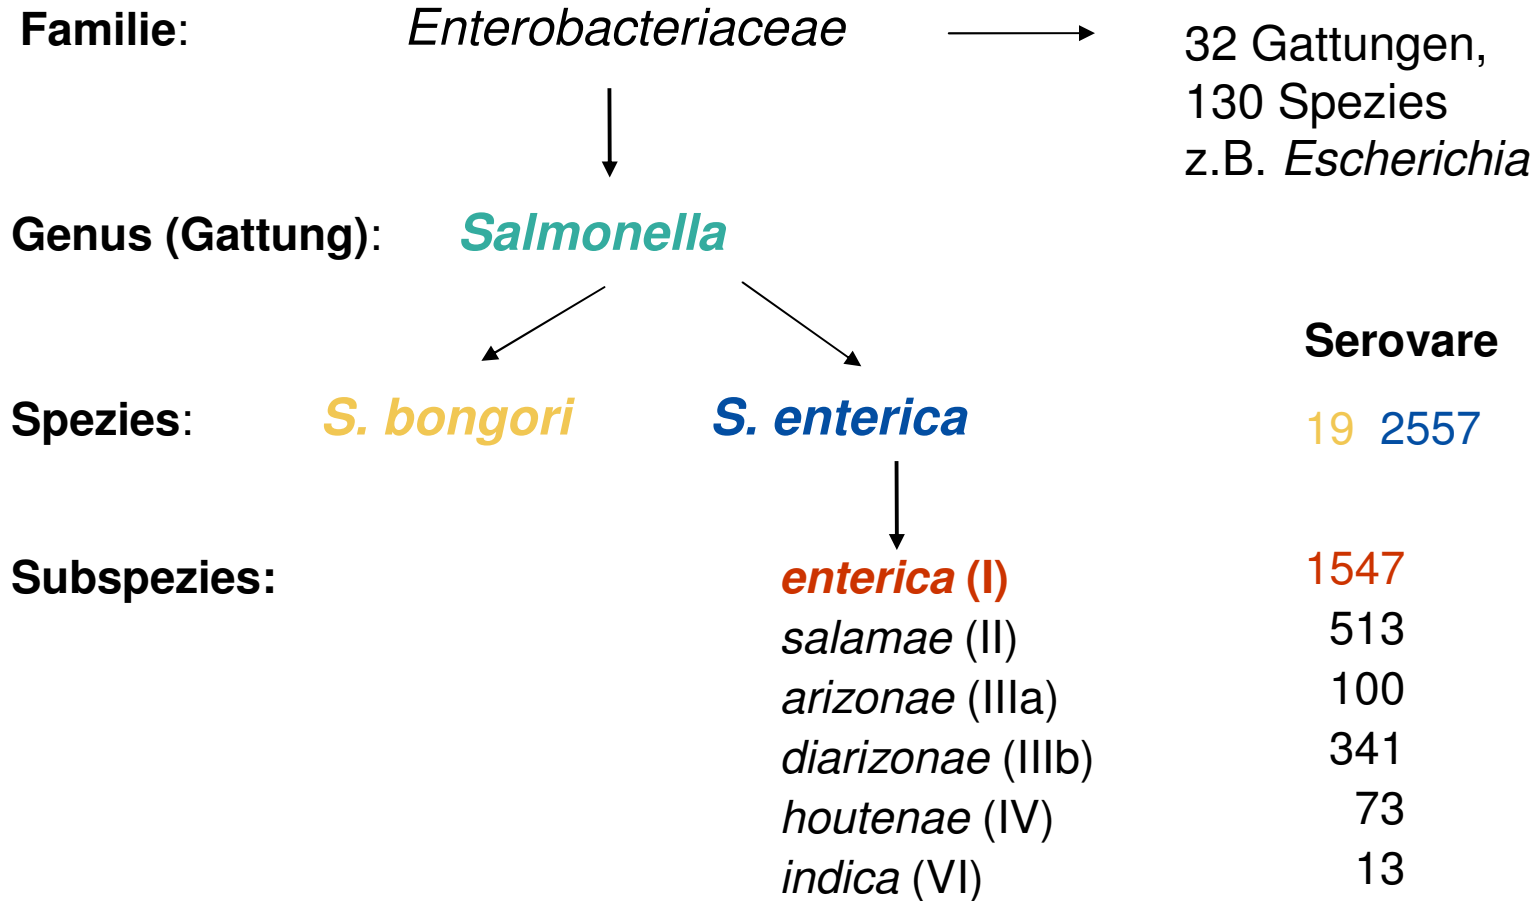 Familie: Enterobacteriaceae
32 Gattungen,
130 Spezies
z.B. Escherichia
Genus (Gattung): Salmonella
Serovare
Spezies: S. bongori S. enterica 19 2557
Subspezies: enterica (I) 1547
salamae (II) 513
arizonae (IIIa) 100
diarizonae (IIIb) 341
houtenae (IV) 73
indica (VI) 13